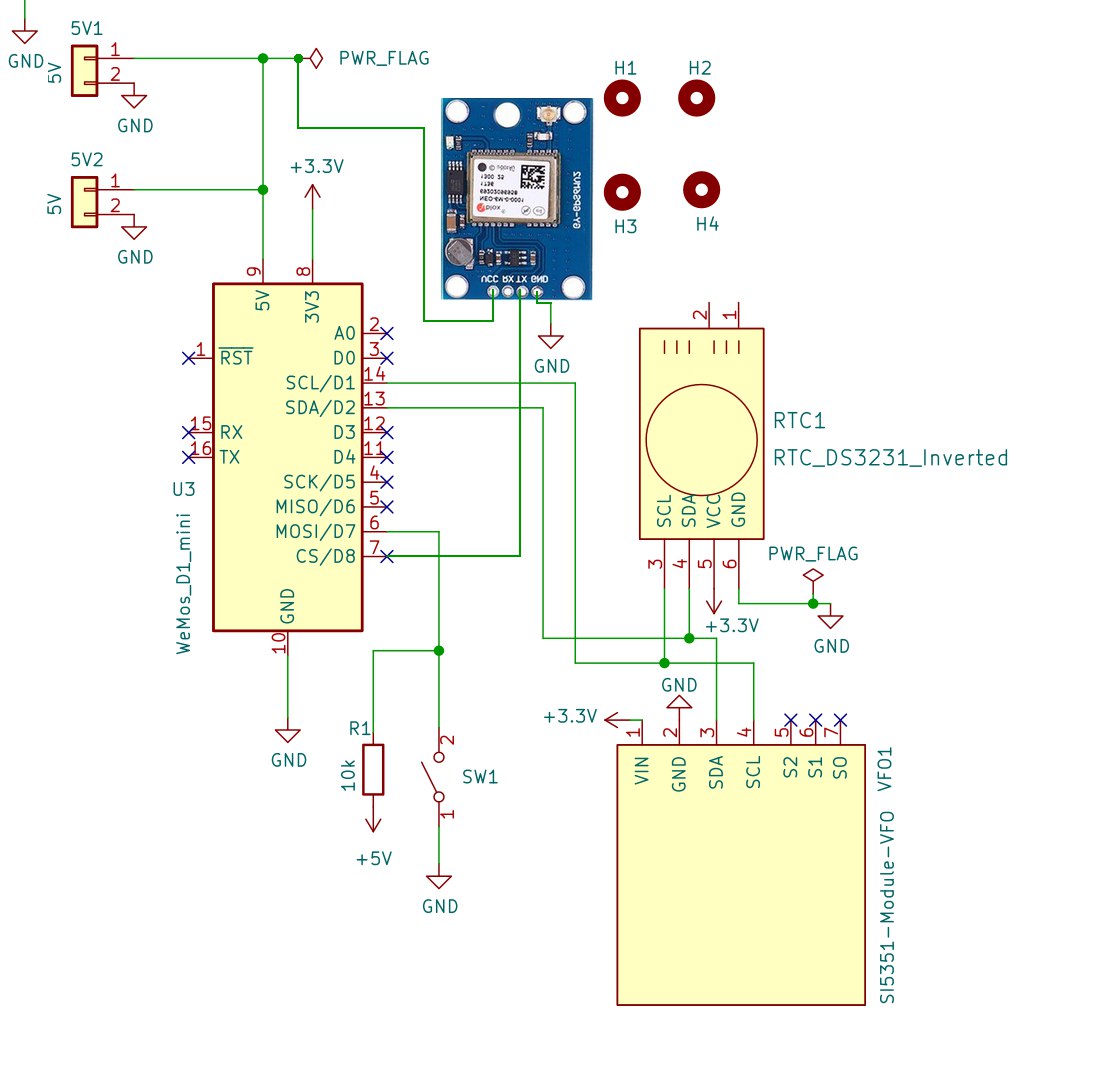 GND
5V1
5V
1
2
GND
PWR_FLAG
5V2
5V
1
2
GND
+3.3V
H1
H2
H3
H4
GY-GPS6MV2
VCC RX TX GND
GND
9
8
5V
3V3
1
RST
15
RX
16
TX
A0
2
D0
3
SCL/D1
14
SDA/D2
13
D3
12
D4
11
SCK/D5
4
MISO/D6
5
MOSI/D7
6
CS/D8
7
GND
10
U3
WeMos_D1_mini
GND
2
1
RTC1
RTC_DS3231_Inverted
SCL
SDA
VCC
GND
3
4
5
6
PWR_FLAG
+3.3V
GND
R1
10k
+5V
2
SW1
1
GND
GND
+3.3V
1
2
3
4
5
6
7
VIN
GND
SDA
SCL
S2
S1
S0
VFO1
SI5351-Module-VFO